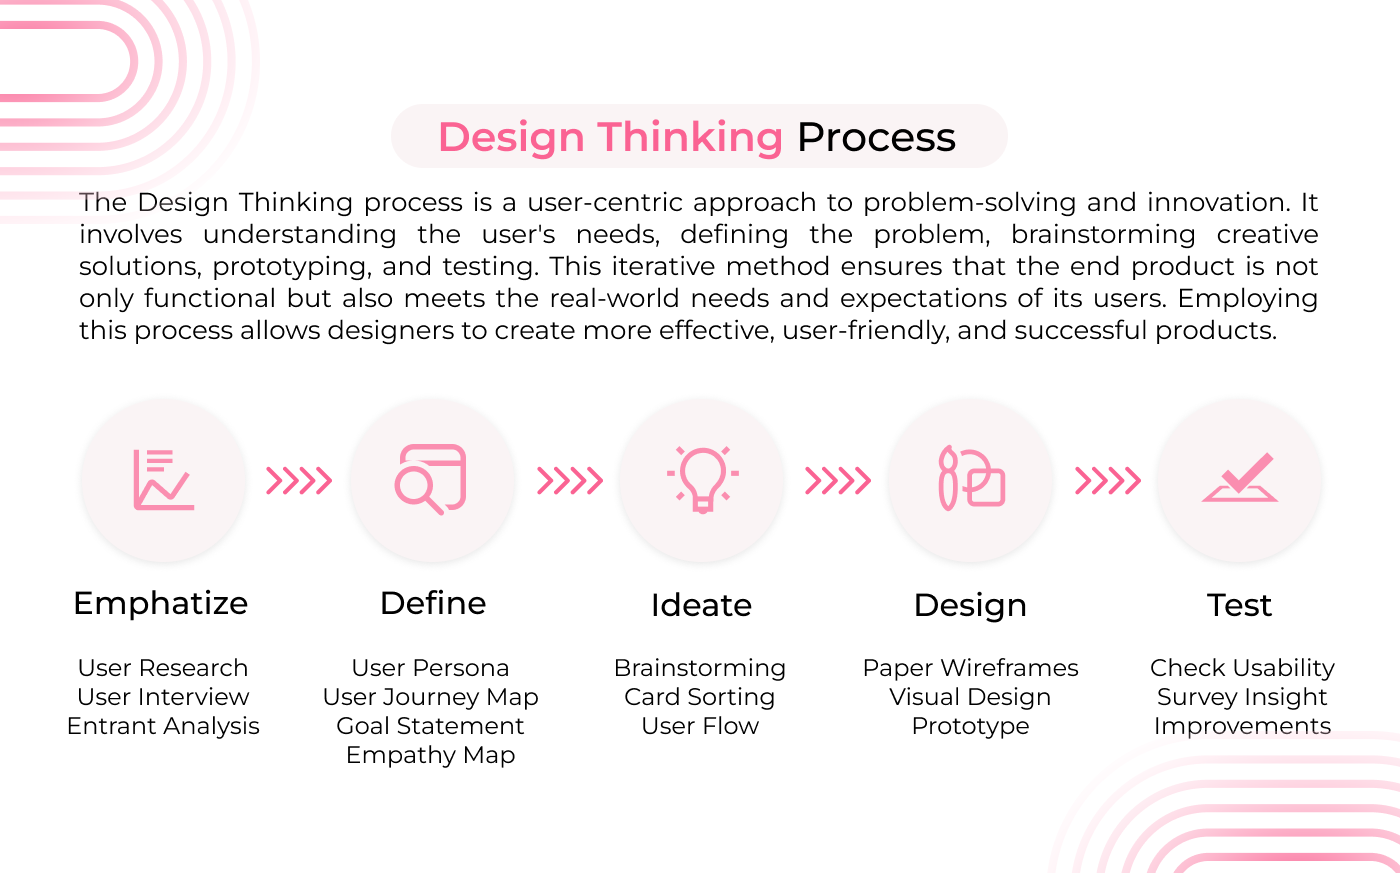 Design Thinking Process
The Design Thinking process is a user-centric approach to problem-solving and innovation. It
involves understanding the user's needs, defining the problem, brainstorming creative
solutions, prototyping, and testing. This iterative method ensures that the end product is not
only functional but also meets the real-world needs and expectations of its users. Employing
this process allows designers to create more effective, user-friendly, and successful products.
Emphatize
User Research
User Interview
Entrant Analysis
Define
User Persona
User Journey Map
Goal Statement
Empathy Map
Ideate
Brainstorming
Card Sorting
User Flow
Design
Paper Wireframes
Visual Design
Prototype
Test
Check Usability
Survey Insight
Improvements